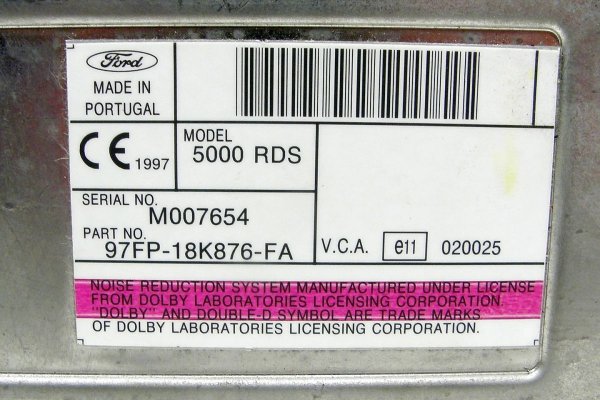 Ford
MADE IN
PORTUGAL
CE 1997
MODEL
5000 RDS
SERIAL NO.
M007654
PART NO.
97FP-18K876-FA
V.C.A. e11 020025
NOISE REDUCTION SYSTEM MANUFACTURED UNDER LICENSE
FROM DOLBY LABORATORIES LICENSING CORPORATION.
"DOLBY" AND DOUBLE-D SYMBOL ARE TRADE MARKS
OF DOLBY LABORATORIES LICENSING CORPORATION.